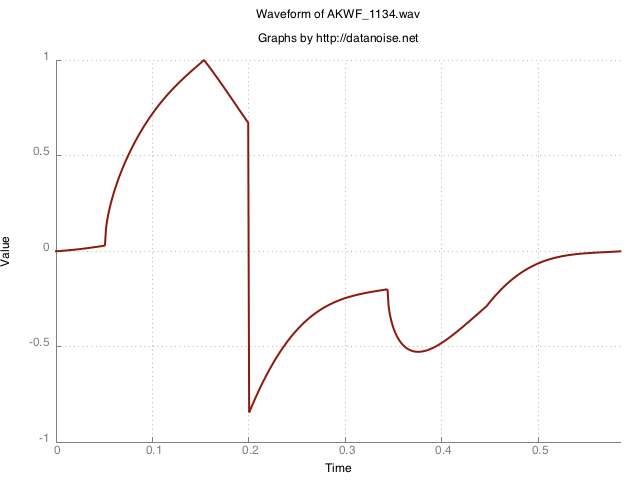 Waveform of AKWF_1134.wav
Graphs by http://datanoise.net
1
0.5
0
-0.5
-1
Value
0 0.1 0.2 0.3 0.4 0.5
Time